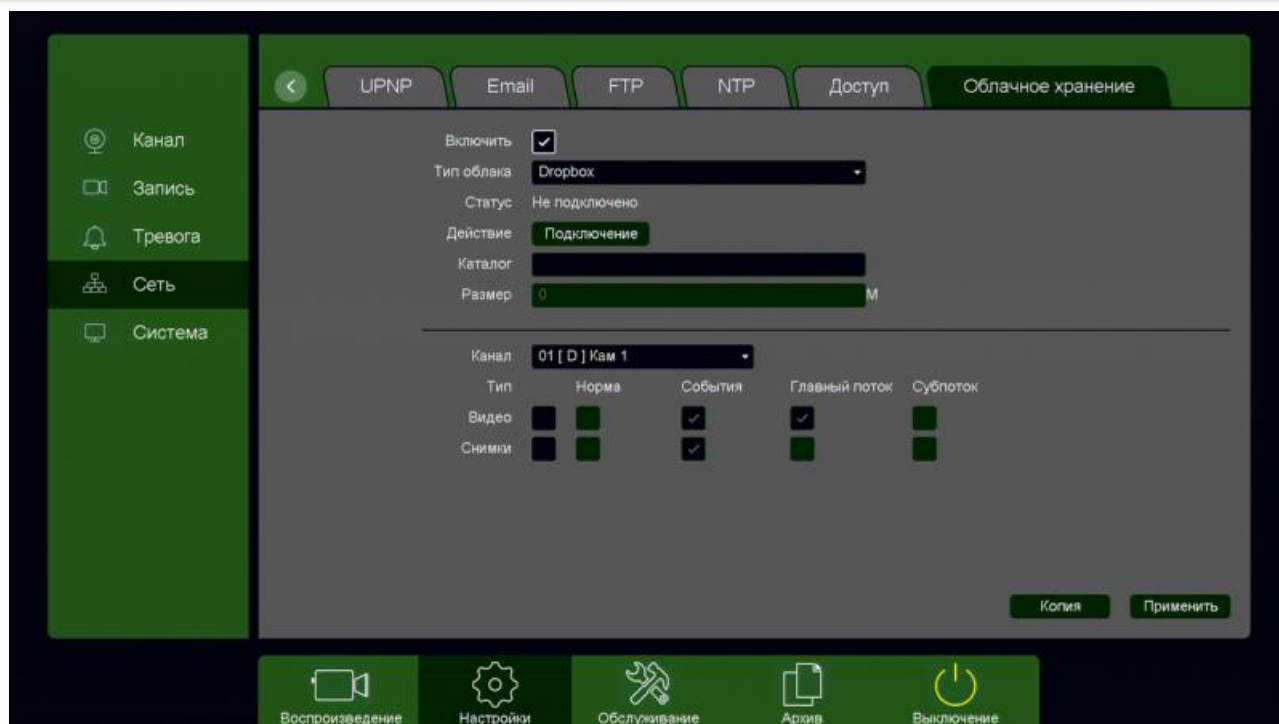 UPNP Email FTP NTP Доступ Облачное хранение
Канал
Запись
Тревога
Сеть
Система
Включить
Тип облака Dropbox
Статус Не подключено
Действие Подключение
Каталог
Размер 0 M
Канал 01 [ D ] Кам 1
Тип Норма События Главный поток Субпоток
Видео
Снимки
Копия Применить
Воспроизведение Настройки Обслуживание Архив Выключение